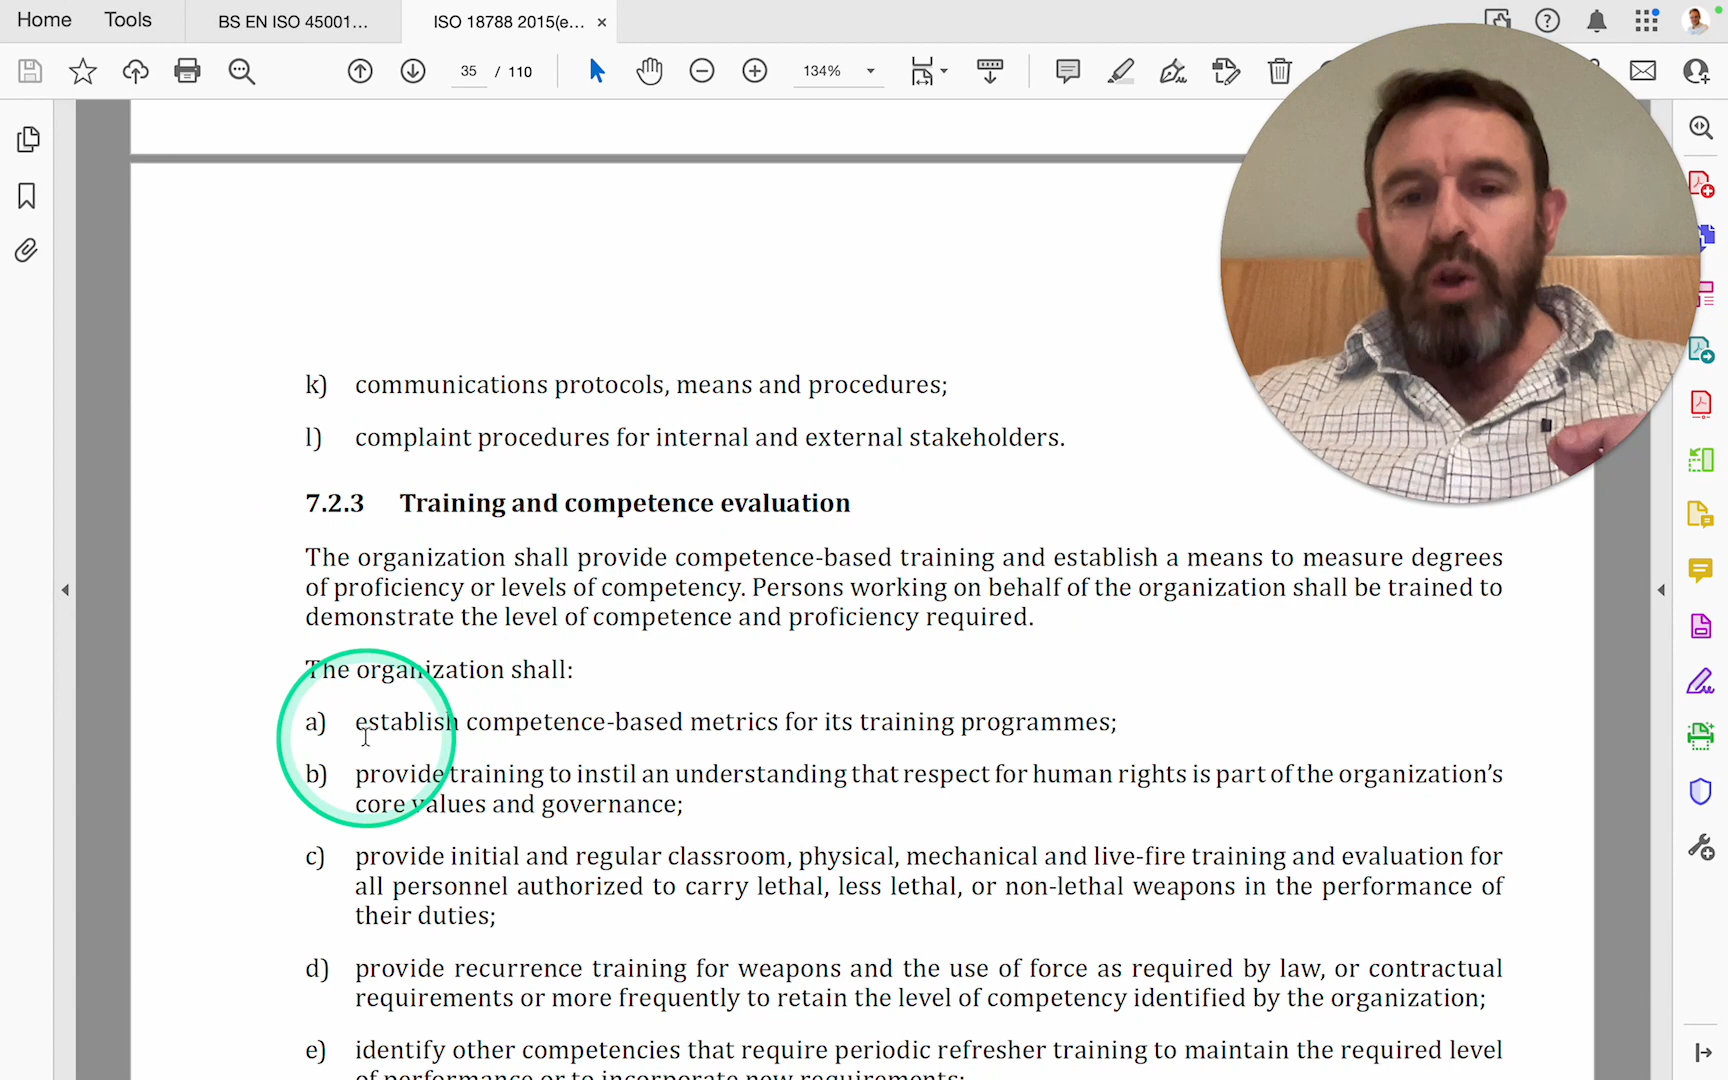 Home Tools BS EN ISO 45001... ISO 18788 2015(e... ×
35 / 110 134%
k) communications protocols, means and procedures;
l) complaint procedures for internal and external stakeholders.
7.2.3 Training and competence evaluation
The organization shall provide competence-based training and establish a means to measure degrees
of proficiency or levels of competency. Persons working on behalf of the organization shall be trained to
demonstrate the level of competence and proficiency required.
The organization shall:
a) establish competence-based metrics for its training programmes;
b) provide training to instil an understanding that respect for human rights is part of the organization’s
core values and governance;
c) provide initial and regular classroom, physical, mechanical and live-fire training and evaluation for
all personnel authorized to carry lethal, less lethal, or non-lethal weapons in the performance of
their duties;
d) provide recurrence training for weapons and the use of force as required by law, or contractual
requirements or more frequently to retain the level of competency identified by the organization;
e) identify other competencies that require periodic refresher training to maintain the required level
of performance or to incorporate new requirements;